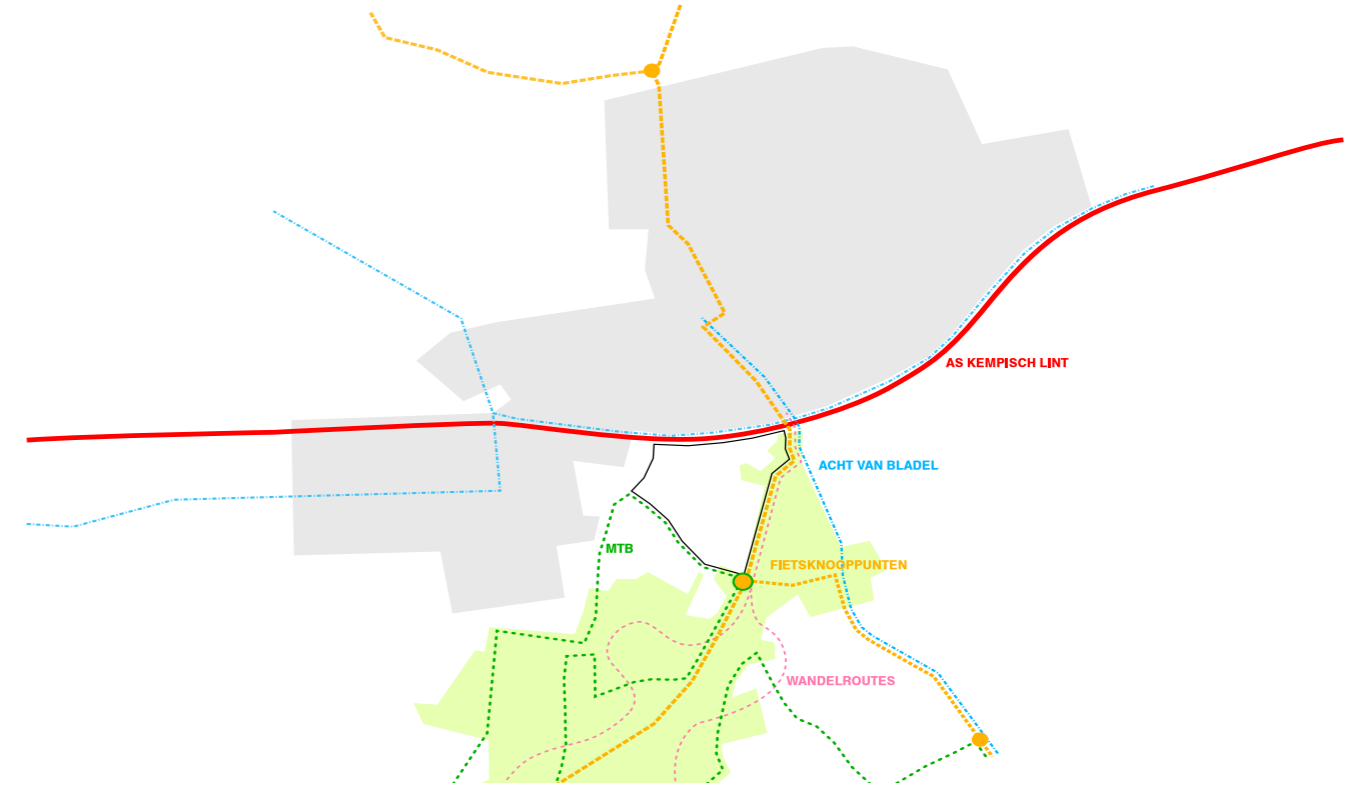 AS KEMPISCH LINT
ACHT VAN BLADEL
MTB
FIETSKNOOPPUNTEN
WANDELROUTES